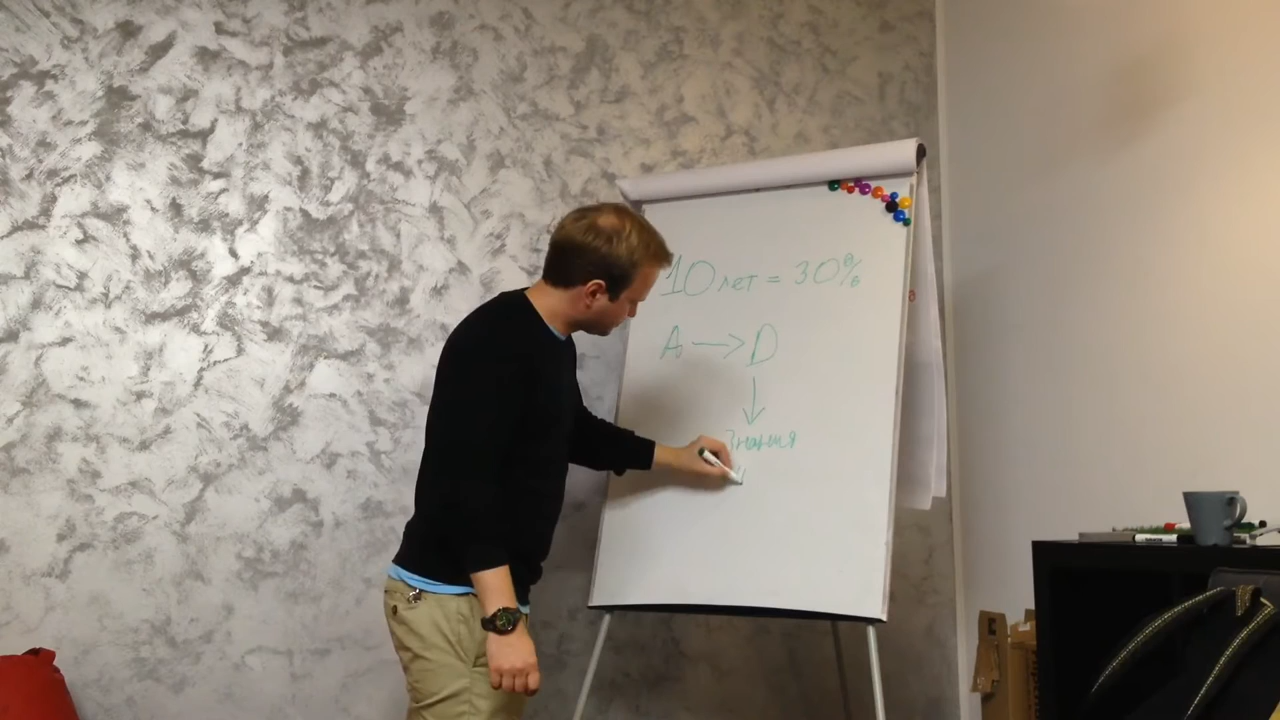 10 лет = 30%
А → D
↓
Знания